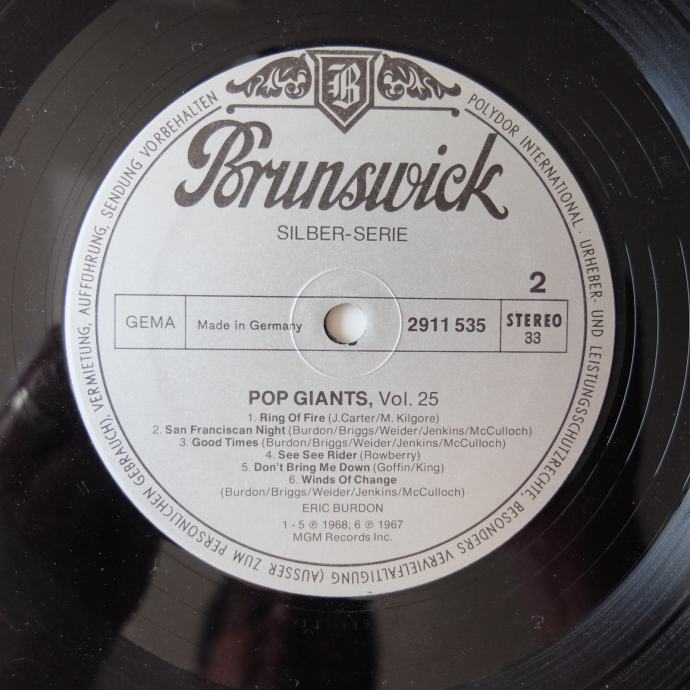 B
Brunswick
SILBER-SERIE
POLYDOR INTERNATIONAL · URHEBER- UND LEISTUNGSSCHUTZRECHTE, BESONDERS VERVIELFÄLTIGUNG (AUSSER ZUM PERSÖNLICHEN GEBRAUCH), VERMIETUNG, AUFFÜHRUNG, SENDUNG VORBEHALTEN
2
GEMA Made in Germany 2911 535 STEREO
33
POP GIANTS, Vol. 25
1. Ring Of Fire (J.Carter/M. Kilgore)
2. San Franciscan Night (Burdon/Briggs/Weider/Jenkins/McCulloch)
3. Good Times (Burdon/Briggs/Weider/Jenkins/McCulloch)
4. See See Rider (Rowberry)
5. Don't Bring Me Down (Goffin/King)
6. Winds Of Change
(Burdon/Briggs/Weider/Jenkins/McCulloch)
ERIC BURDON
1 - 5 ℗ 1968; 6 ℗ 1967
MGM Records Inc.